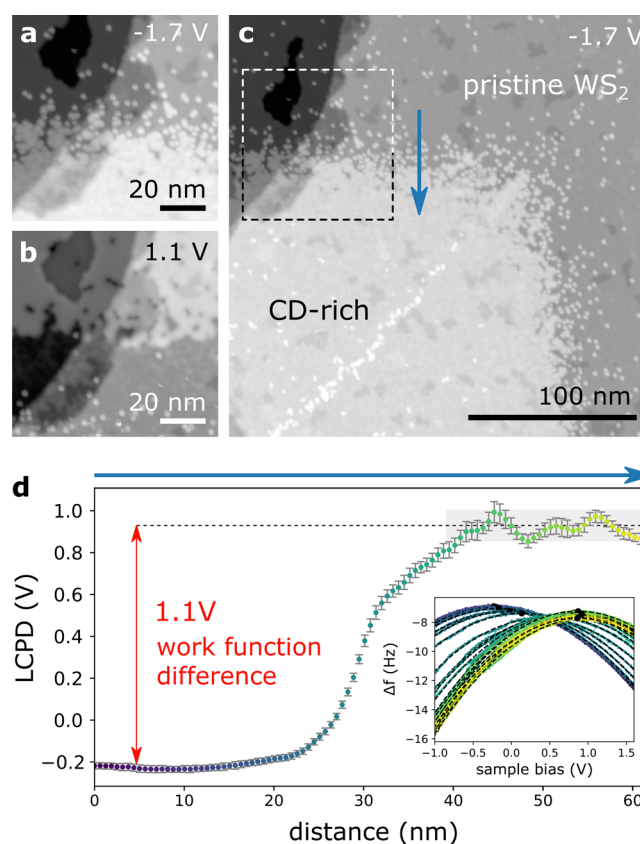 a
-1.7 V
20 nm
b
1.1 V
20 nm
c
-1.7 V
pristine WS₂
CD-rich
100 nm
d
LCPD (V)
1.0
0.8
0.6
0.4
0.2
0.0
−0.2
1.1V
work function
difference
0
10
20
30
40
50
60
distance (nm)
Δf (Hz)
−8
−10
−12
−14
−16
−1.0
−0.5
0.0
0.5
1.0
1.5
sample bias (V)